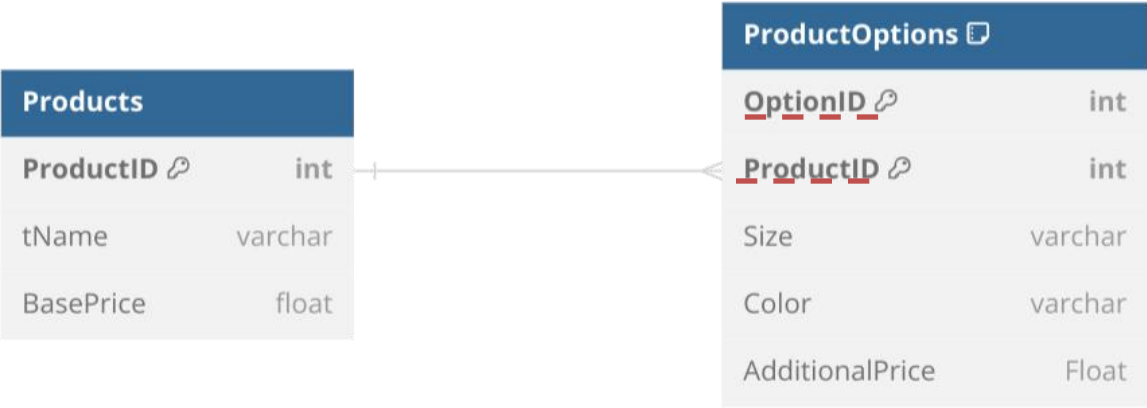 Products
ProductID int
tName varchar
BasePrice float
ProductOptions
OptionID int
ProductID int
Size varchar
Color varchar
AdditionalPrice Float